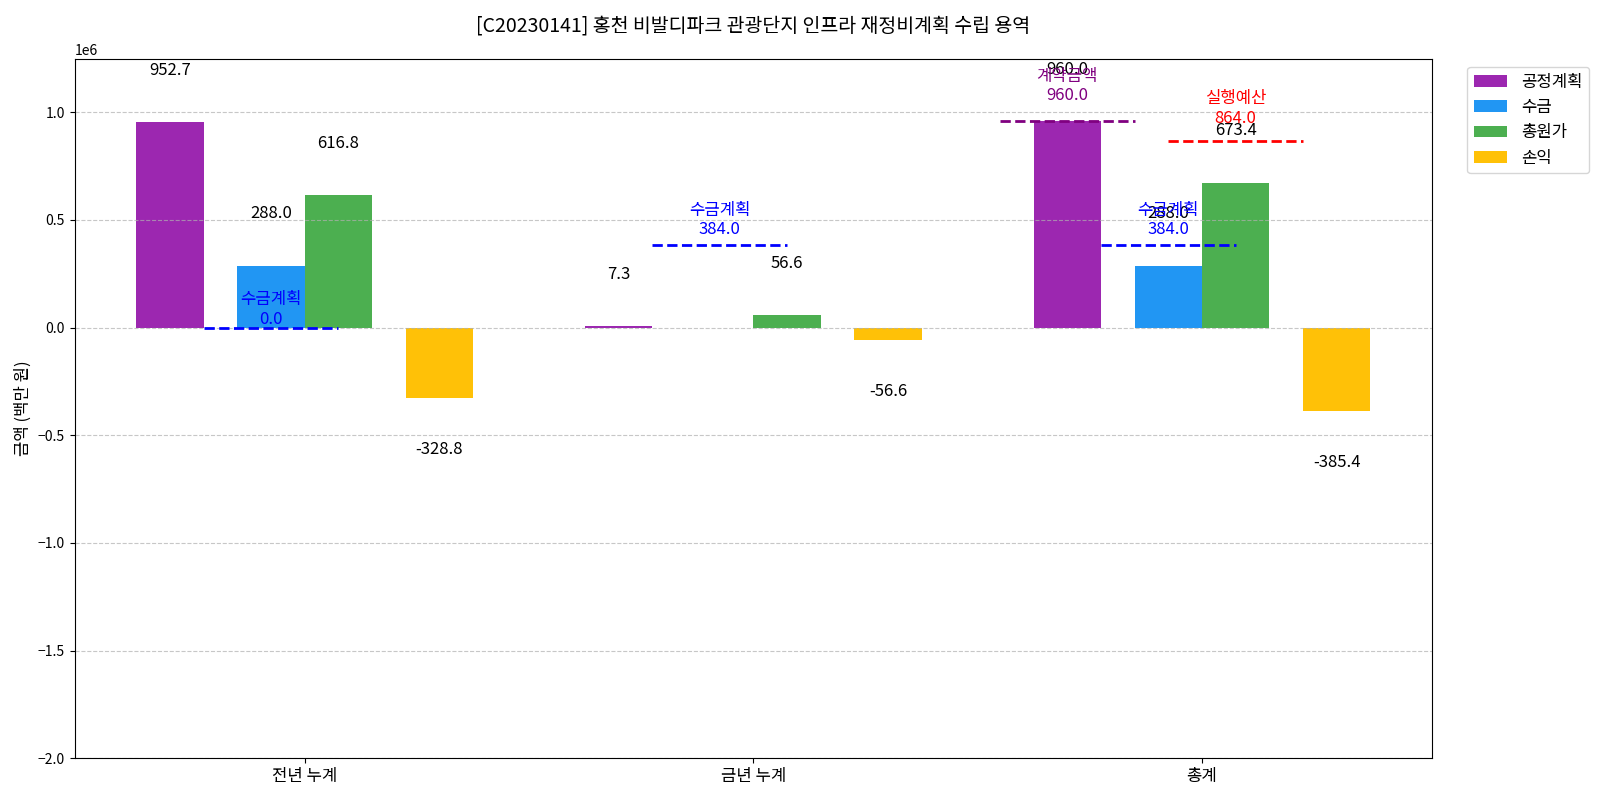 [C20230141] 홍천 비발디파크 관광단지 인프라 재정비계획 수립 용역
1e6
952.7
288.0
616.8
수금계획
0.0
-328.8
7.3
수금계획
384.0
56.6
-56.6
960.0
계약금액
960.0
실행예산
864.0
673.4
288.0
수금계획
384.0
-385.4
공정계획
수금
총원가
손익
금액 (백만 원)
1.0
0.5
0.0
−0.5
−1.0
−1.5
−2.0
전년 누계
금년 누계
총계